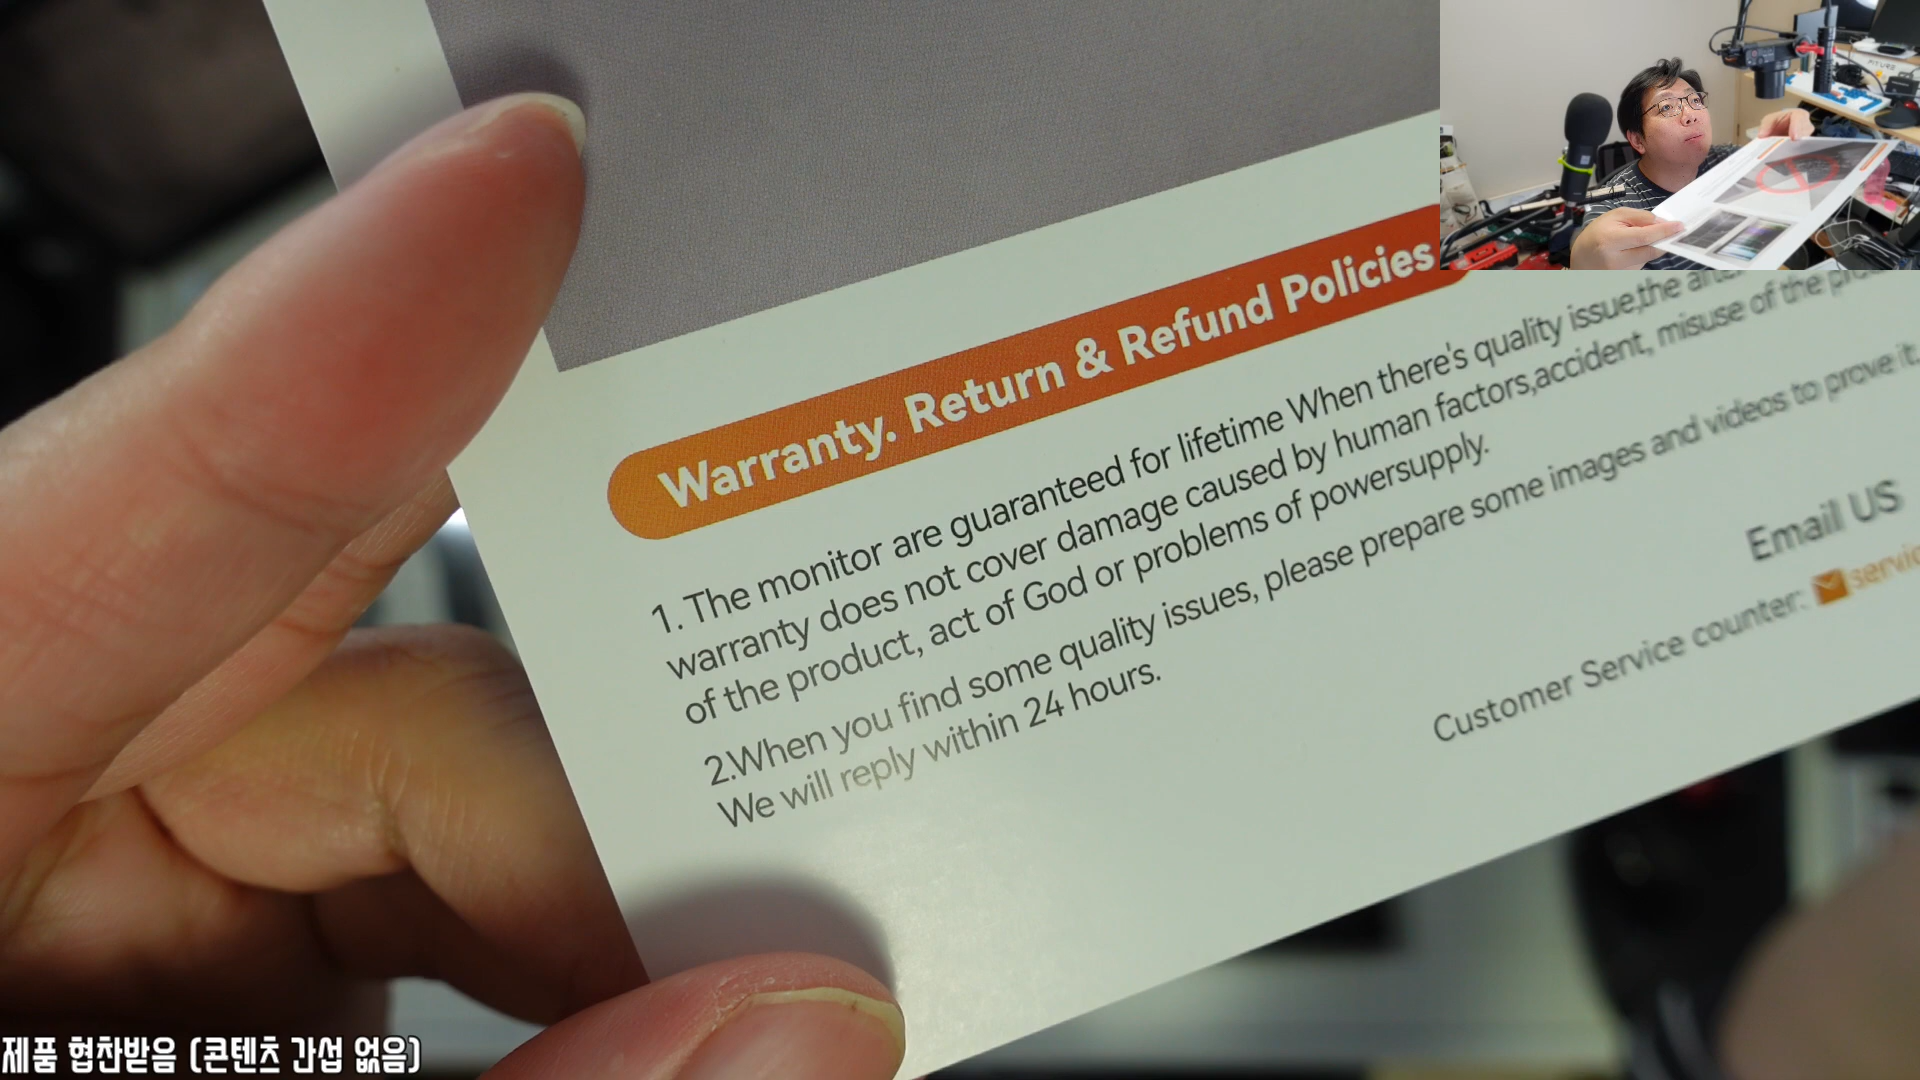 Warranty. Return & Refund Policies
1. The monitor are guaranteed for lifetime When there's quality issue,the
warranty does not cover damage caused by human factors,accident, misuse of the
of the product, act of God or problems of powersupply.
2.When you find some quality issues, please prepare some images and videos to prove it.
We will reply within 24 hours.
Email US
Customer Service counter:
제품 협찬받음 (콘텐츠 간섭 없음)